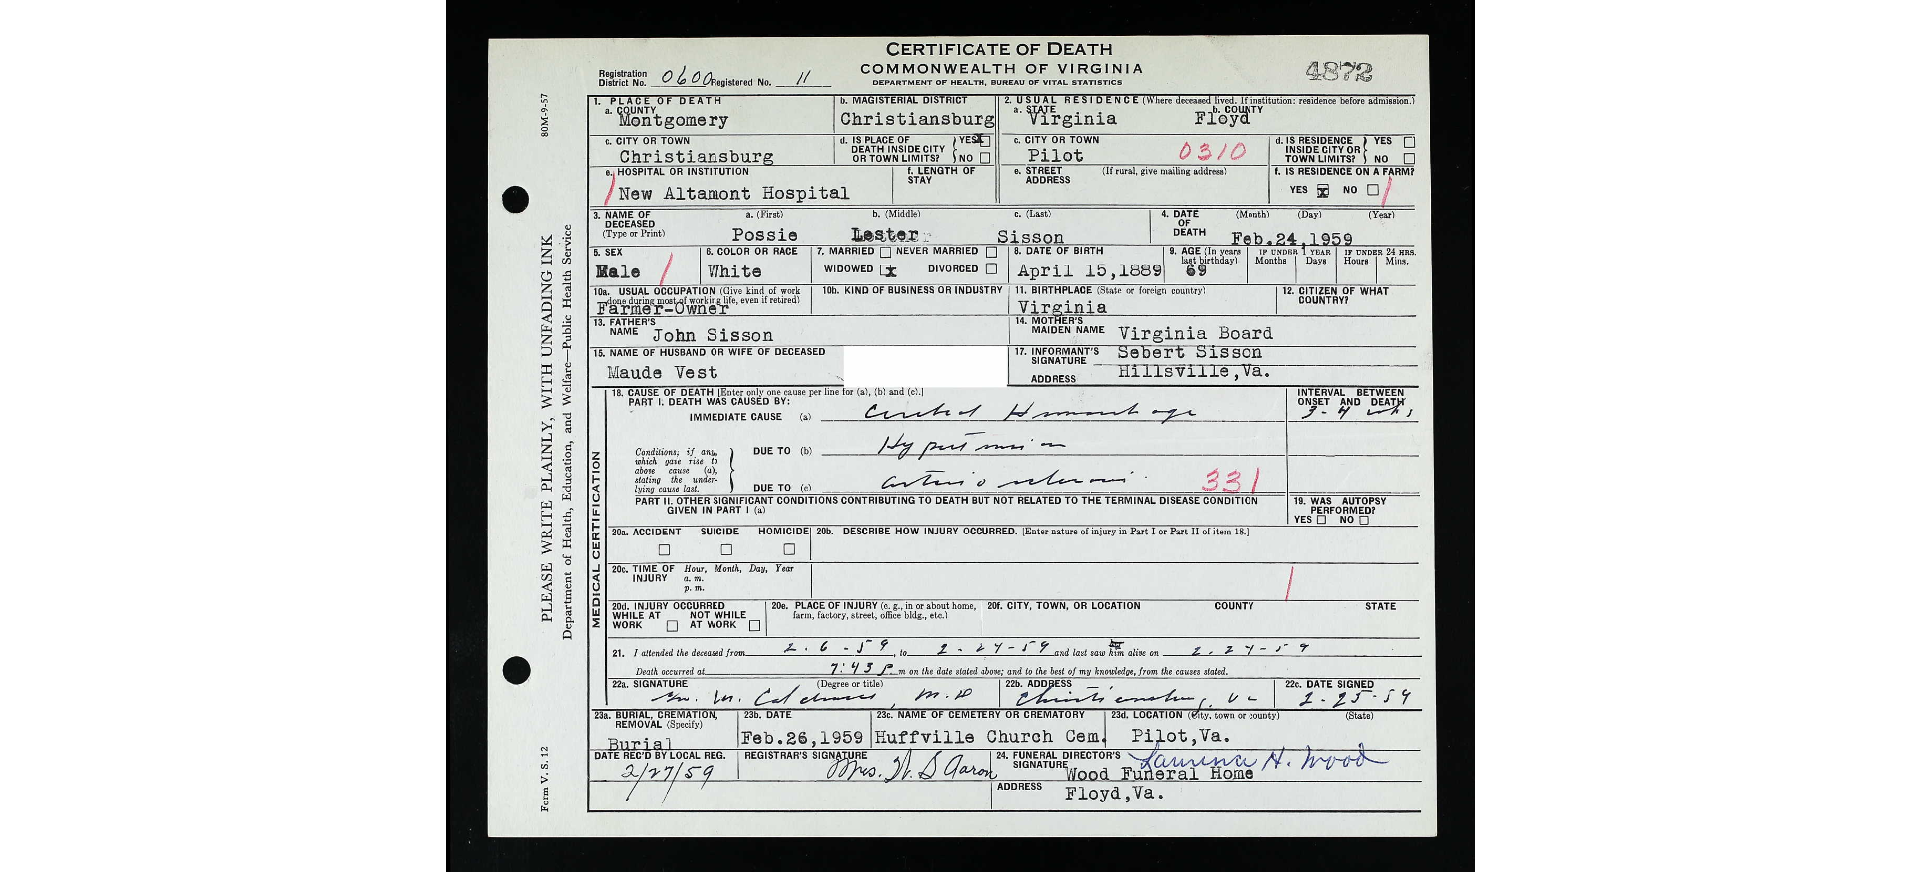 CERTIFICATE OF DEATH
COMMONWEALTH OF VIRGINIA
DEPARTMENT OF HEALTH, BUREAU OF VITAL STATISTICS
Registration District No. 0600 Registered No. 11
4872
80M-9-57
PLEASE WRITE PLAINLY, WITH UNFADING INK
Department of Health, Education, and Welfare—Public Health Service
Form V. S. 12
1. PLACE OF DEATH
a. COUNTY
Montgomery
b. MAGISTERIAL DISTRICT
Christiansburg
2. USUAL RESIDENCE (Where deceased lived. If institution: residence before admission.)
a. STATE
Virginia
b. COUNTY
Floyd
c. CITY OR TOWN
Christiansburg
d. IS PLACE OF DEATH INSIDE CITY OR TOWN LIMITS? YES x NO
c. CITY OR TOWN
Pilot
0310
d. IS RESIDENCE INSIDE CITY OR TOWN LIMITS? YES NO
e. HOSPITAL OR INSTITUTION
New Altamont Hospital
f. LENGTH OF STAY
e. STREET ADDRESS (If rural, give mailing address)
f. IS RESIDENCE ON A FARM?
YES x NO
3. NAME OF DECEASED (Type or Print)
a. (First)
Possie
b. (Middle)
Lester
c. (Last)
Sisson
4. DATE OF DEATH (Month) (Day) (Year)
Feb.24,1959
5. SEX
Male
6. COLOR OR RACE
White
7. MARRIED NEVER MARRIED
WIDOWED x DIVORCED
8. DATE OF BIRTH
April 15,1889
9. AGE (In years last birthday)
69
IF UNDER 1 YEAR
Months Days
IF UNDER 24 HRS.
Hours Mins.
10a. USUAL OCCUPATION (Give kind of work done during most of working life, even if retired)
Farmer-Owner
10b. KIND OF BUSINESS OR INDUSTRY
11. BIRTHPLACE (State or foreign country)
Virginia
12. CITIZEN OF WHAT COUNTRY?
13. FATHER'S NAME
John Sisson
14. MOTHER'S MAIDEN NAME
Virginia Board
15. NAME OF HUSBAND OR WIFE OF DECEASED
Maude Vest
17. INFORMANT'S SIGNATURE
Sebert Sisson
ADDRESS
Hillsville,Va.
MEDICAL CERTIFICATION
18. CAUSE OF DEATH [Enter only one cause per line for (a), (b) and (c).]
PART I. DEATH WAS CAUSED BY:
IMMEDIATE CAUSE (a) Cerebral Hemorrhage
INTERVAL BETWEEN ONSET AND DEATH
3-4 wks
Conditions, if any, which gave rise to above cause (a), stating the underlying cause last.
DUE TO (b) Hypertension
DUE TO (c) arteriosclerosis
331
PART II. OTHER SIGNIFICANT CONDITIONS CONTRIBUTING TO DEATH BUT NOT RELATED TO THE TERMINAL DISEASE CONDITION
GIVEN IN PART I (a)
19. WAS AUTOPSY PERFORMED?
YES NO
20a. ACCIDENT SUICIDE HOMICIDE
20b. DESCRIBE HOW INJURY OCCURRED. [Enter nature of injury in Part I or Part II of item 18.]
20c. TIME OF INJURY Hour, Month, Day, Year
a. m.
p. m.
20d. INJURY OCCURRED
WHILE AT WORK NOT WHILE AT WORK
20e. PLACE OF INJURY (e. g., in or about home, farm, factory, street, office bldg., etc.)
20f. CITY, TOWN, OR LOCATION COUNTY STATE
21. I attended the deceased from 2-6-59, to 2-24-59 and last saw him alive on 2-24-59
Death occurred at 7:43 p m on the date stated above; and to the best of my knowledge, from the causes stated.
22a. SIGNATURE (Degree or title)
M.D
22b. ADDRESS
Christiansburg, Va
22c. DATE SIGNED
2-25-59
23a. BURIAL, CREMATION, REMOVAL (Specify)
Burial
23b. DATE
Feb.26,1959
23c. NAME OF CEMETERY OR CREMATORY
Huffville Church Cem.
23d. LOCATION (City, town or county) (State)
Pilot,Va.
DATE REC'D BY LOCAL REG.
2/27/59
REGISTRAR'S SIGNATURE
Mrs. W. S Aaron
24. FUNERAL DIRECTOR'S SIGNATURE
Laurence H. Wood
Wood Funeral Home
ADDRESS
Floyd,Va.